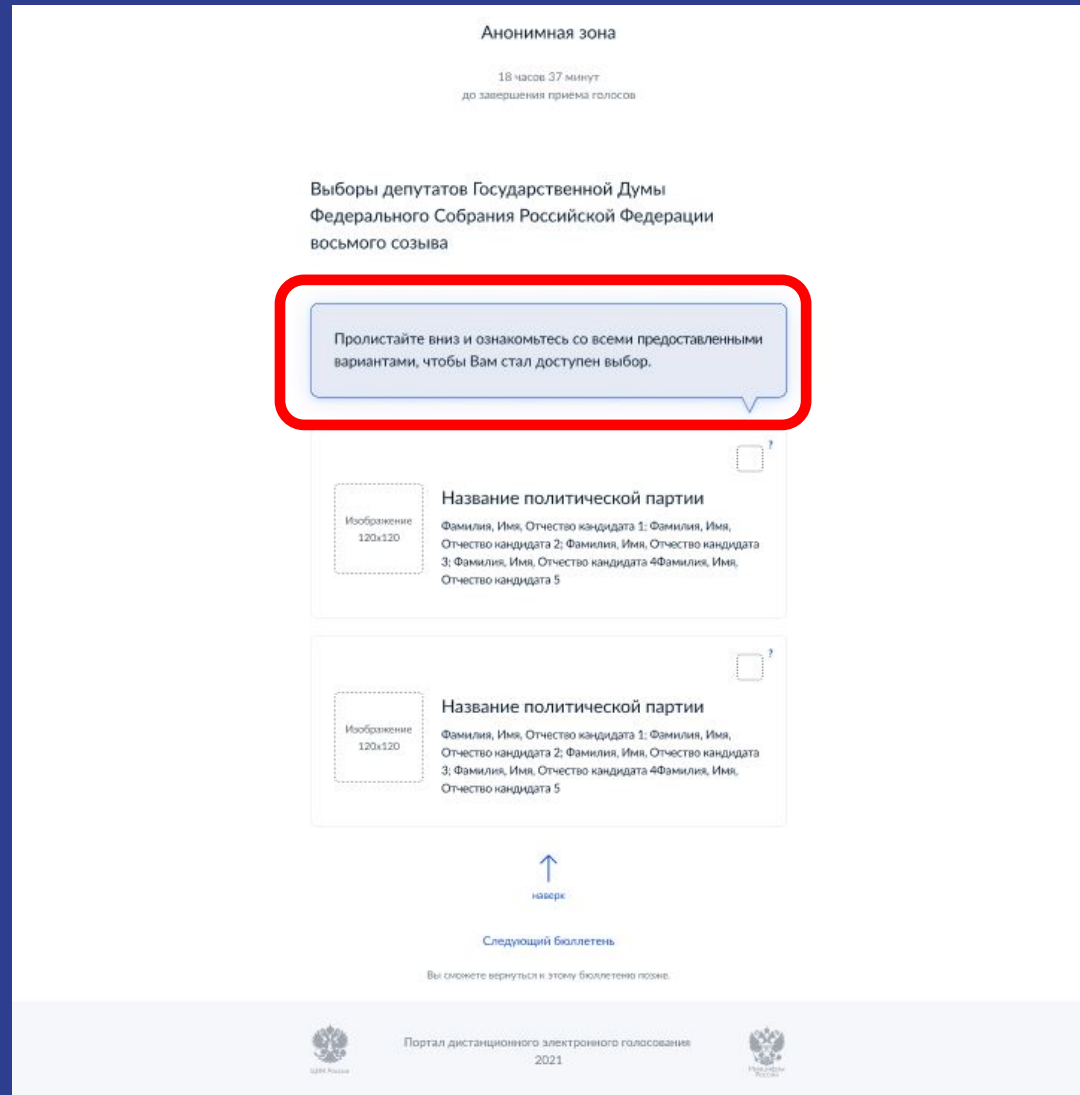 Анонимная зона
18 часов 37 минут
до завершения приема голосов
Выборы депутатов Государственной Думы
Федерального Собрания Российской Федерации
восьмого созыва
Пролистайте вниз и ознакомьтесь со всеми предоставленными
вариантами, чтобы Вам стал доступен выбор.
?
Изображение
120x120
Название политической партии
Фамилия, Имя, Отчество кандидата 1; Фамилия, Имя,
Отчество кандидата 2; Фамилия, Имя, Отчество кандидата
3; Фамилия, Имя, Отчество кандидата 4Фамилия, Имя,
Отчество кандидата 5
?
Изображение
120x120
Название политической партии
Фамилия, Имя, Отчество кандидата 1; Фамилия, Имя,
Отчество кандидата 2; Фамилия, Имя, Отчество кандидата
3; Фамилия, Имя, Отчество кандидата 4Фамилия, Имя,
Отчество кандидата 5
наверх
Следующий бюллетень
Вы сможете вернуться к этому бюллетеню позже.
ЦИК России
Портал дистанционного электронного голосования
2021
Минцифры
России